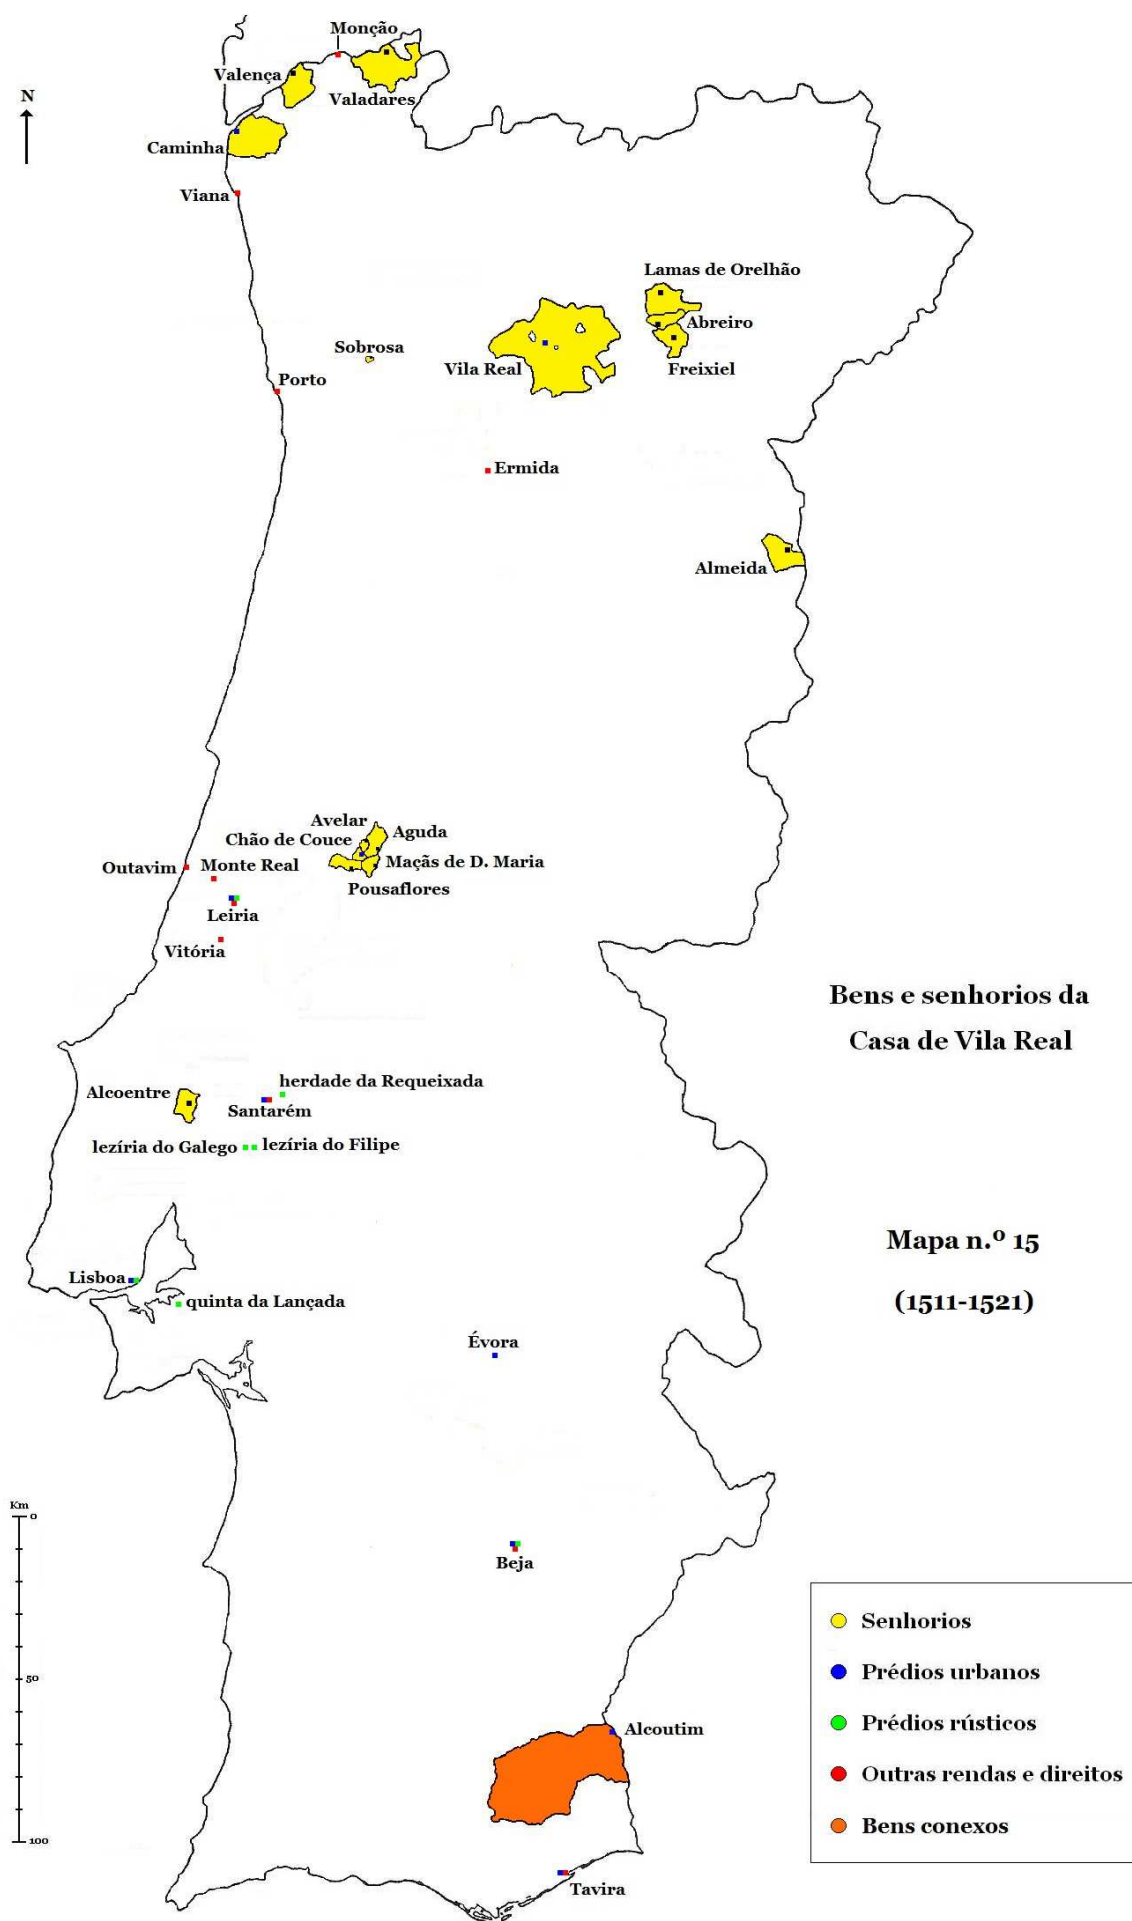 Monção
Valença
Valadares
N
Caminha
Viana
Lamas de Orelhão
Abreiro
Sobrosa
Vila Real
Freixiel
Porto
Ermida
Almeida
Avelar
Aguda
Chão de Couce
Outavim
Monte Real
Maçãs de D. Maria
Pousaflores
Leiria
Vitória
Bens e senhorios da
Casa de Vila Real
herdade da Requeixada
Alcoentre
Santarém
lezíria do Galego
lezíria do Filipe
Mapa n.º 15
(1511-1521)
Lisboa
quinta da Lançada
Évora
Km
0
50
100
Beja
Alcoutim
Tavira
Senhorios
Prédios urbanos
Prédios rústicos
Outras rendas e direitos
Bens conexos